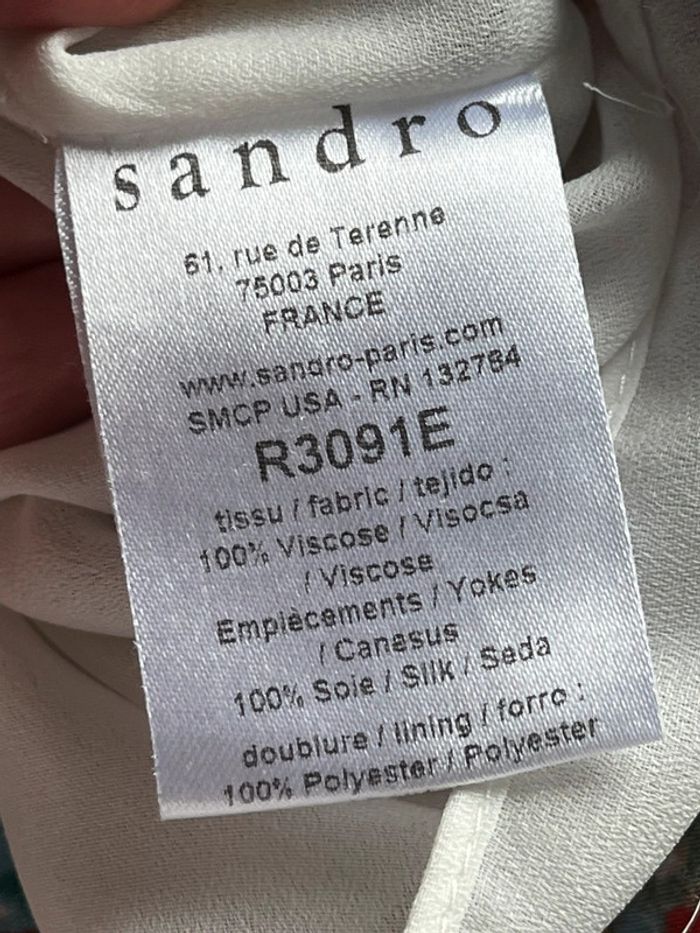 sandro
61, rue de Terenne
75003 Paris
FRANCE
www.sandro-paris.com
SMCP USA - RN 132784
R3091E
tissu / fabric / tejido :
100% Viscose / Visocsa
/ Viscose
Empiècements / Yokes
/ Canesus
100% Soie / Silk / Seda
doublure / lining / forro :
100% Polyester / Polyester